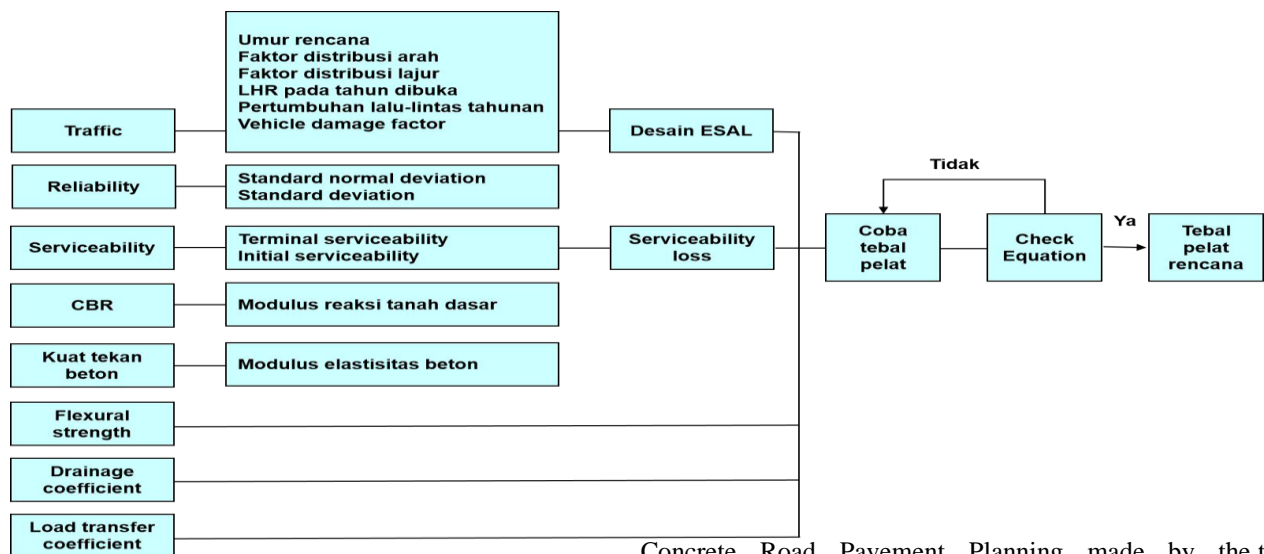 Traffic
Umur rencana
Faktor distribusi arah
Faktor distribusi lajur
LHR pada tahun dibuka
Pertumbuhan lalu-lintas tahunan
Vehicle damage factor
Desain ESAL
Reliability
Standard normal deviation
Standard deviation
Serviceability
Terminal serviceability
Initial serviceability
Serviceability
loss
Tidak
Coba
tebal
pelat
Check
Equation
Ya
Tebal
pelat
rencana
CBR
Modulus reaksi tanah dasar
Kuat tekan
beton
Modulus elastisitas beton
Flexural
strength
Drainage
coefficient
Load transfer
coefficient
Concrete Road Pavement Planning made by the t